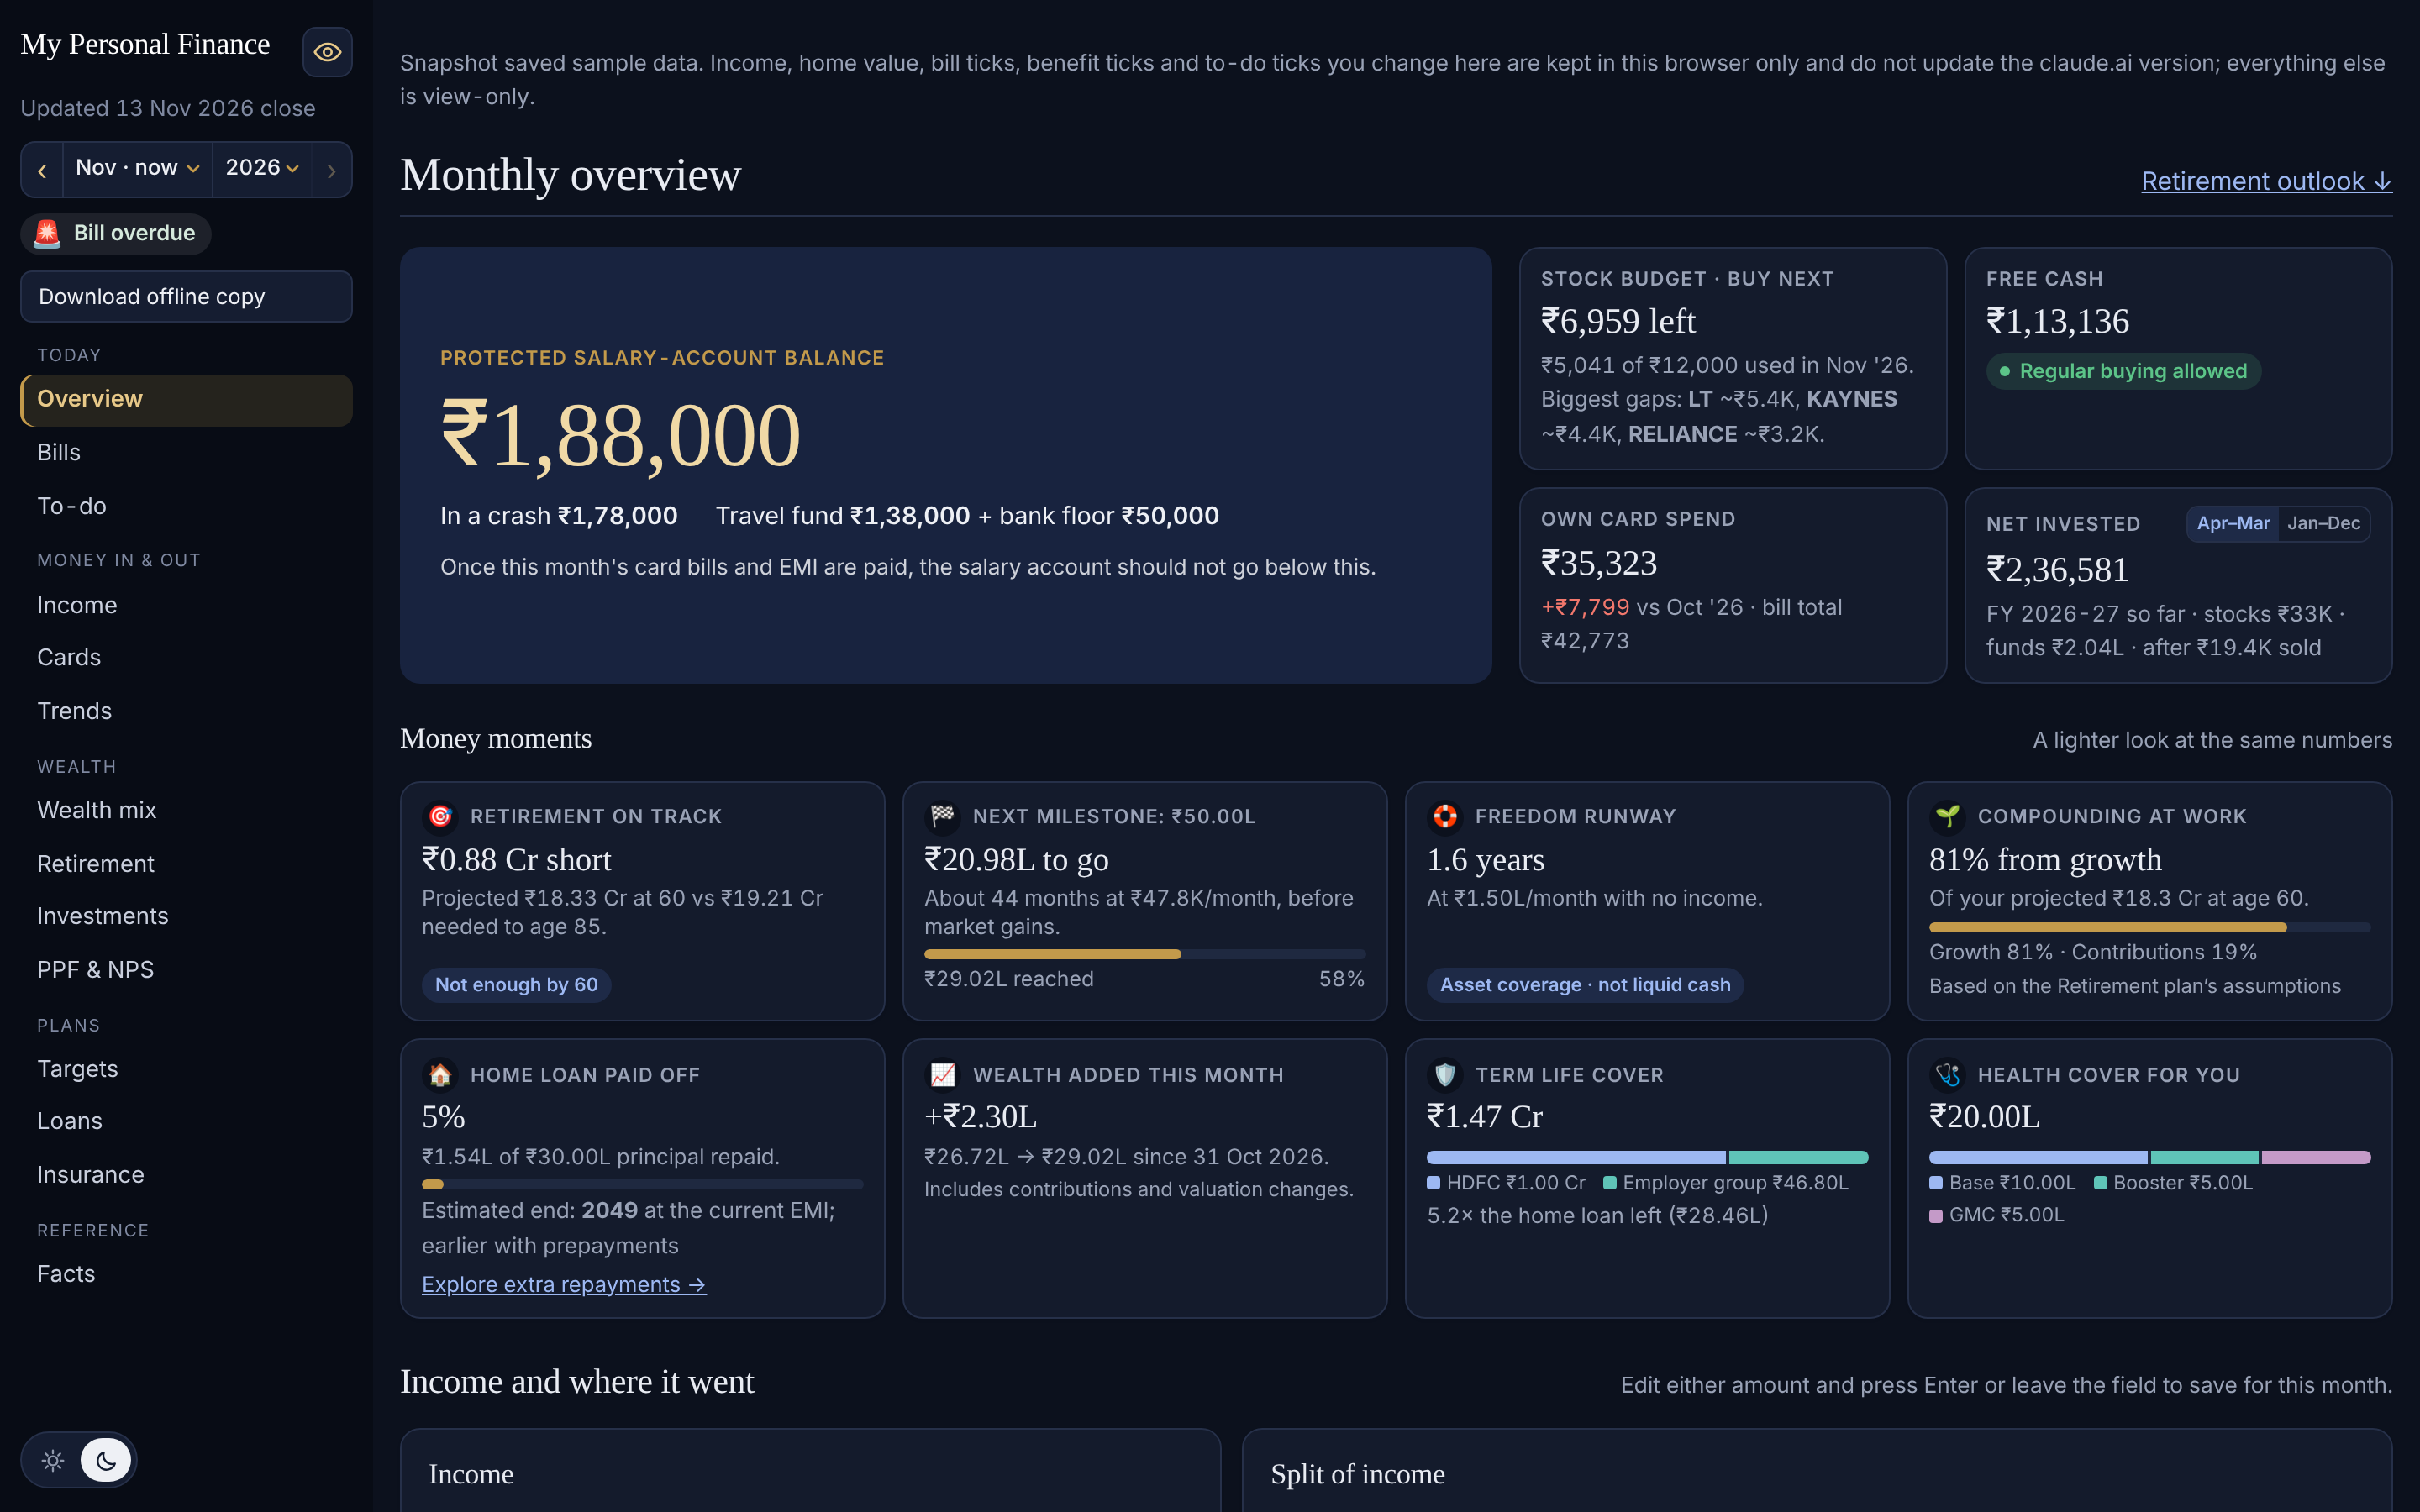 My Personal Finance
Updated 13 Nov 2026 close
‹ Nov · now 2026 ›
🚨 Bill overdue
Download offline copy
TODAY
Overview
Bills
To-do
MONEY IN & OUT
Income
Cards
Trends
WEALTH
Wealth mix
Retirement
Investments
PPF & NPS
PLANS
Targets
Loans
Insurance
REFERENCE
Facts
Snapshot saved sample data. Income, home value, bill ticks, benefit ticks and to-do ticks you change here are kept in this browser only and do not update the claude.ai version; everything else
is view-only.
Monthly overview
Retirement outlook ↓
PROTECTED SALARY-ACCOUNT BALANCE
₹1,88,000
In a crash ₹1,78,000 Travel fund ₹1,38,000 + bank floor ₹50,000
Once this month's card bills and EMI are paid, the salary account should not go below this.
STOCK BUDGET · BUY NEXT
₹6,959 left
₹5,041 of ₹12,000 used in Nov '26.
Biggest gaps: LT ~₹5.4K, KAYNES
~₹4.4K, RELIANCE ~₹3.2K.
FREE CASH
₹1,13,136
Regular buying allowed
OWN CARD SPEND
₹35,323
+₹7,799 vs Oct '26 · bill total
₹42,773
NET INVESTED
Apr–Mar Jan–Dec
₹2,36,581
FY 2026-27 so far · stocks ₹33K ·
funds ₹2.04L · after ₹19.4K sold
Money moments
A lighter look at the same numbers
RETIREMENT ON TRACK
₹0.88 Cr short
Projected ₹18.33 Cr at 60 vs ₹19.21 Cr
needed to age 85.
Not enough by 60
NEXT MILESTONE: ₹50.00L
₹20.98L to go
About 44 months at ₹47.8K/month, before
market gains.
₹29.02L reached 58%
FREEDOM RUNWAY
1.6 years
At ₹1.50L/month with no income.
Asset coverage · not liquid cash
COMPOUNDING AT WORK
81% from growth
Of your projected ₹18.3 Cr at age 60.
Growth 81% · Contributions 19%
Based on the Retirement plan’s assumptions
HOME LOAN PAID OFF
5%
₹1.54L of ₹30.00L principal repaid.
Estimated end: 2049 at the current EMI;
earlier with prepayments
Explore extra repayments →
WEALTH ADDED THIS MONTH
+₹2.30L
₹26.72L → ₹29.02L since 31 Oct 2026.
Includes contributions and valuation changes.
TERM LIFE COVER
₹1.47 Cr
HDFC ₹1.00 Cr Employer group ₹46.80L
5.2× the home loan left (₹28.46L)
HEALTH COVER FOR YOU
₹20.00L
Base ₹10.00L Booster ₹5.00L
GMC ₹5.00L
Income and where it went
Edit either amount and press Enter or leave the field to save for this month.
Income
Split of income